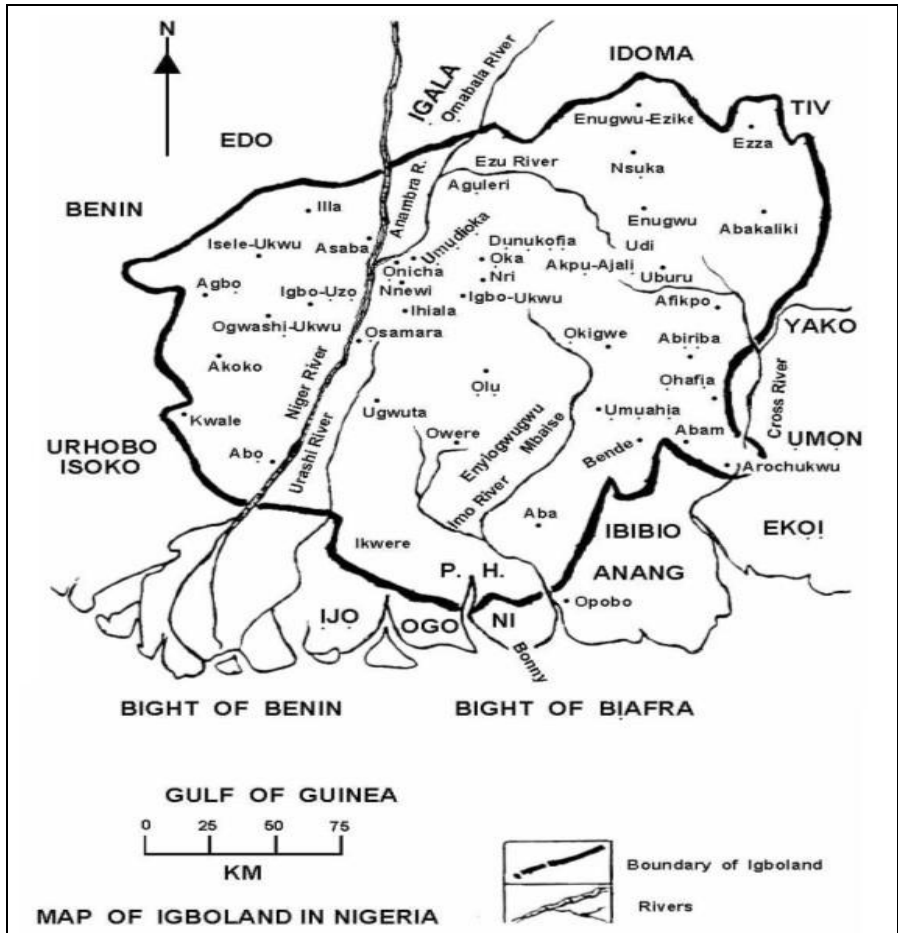 N
IDOMA
IGALA
Omabala River
TIV
Enugwu-Ezike
EDO
Ezza
Ezu River
Nsuka
Anambra R.
Aguleri
BENIN
Illa
Enugwu
Abakaliki
Umudioka
Isele-Ukwu
Asaba
Dunukofia
Udi
Onicha
Oka
Akpu-Ajali
Uburu
Agbo
Igbo-Uzo
Nnewi
Nri
Igbo-Ukwu
Afikpo
Ihiala
Ogwashi-Ukwu
Osamara
YAKO
Okigwe
Abiriba
Akoko
Niger River
Olu
Ohafia
Cross River
Kwale
Ugwuta
Umuahia
Owere
Enyiogwugwu
Mbaise
Abam
UMON
URHOBO
ISOKO
Abo
Urashi River
Bende
Arochukwu
Imo River
Aba
IBIBIO
EKOI
Ikwere
P. H.
ANANG
Opobo
IJO
OGO
NI
Bonny
BIGHT OF BENIN
BIGHT OF BIAFRA
GULF OF GUINEA
0 25 50 75
KM
Boundary of Igboland
Rivers
MAP OF IGBOLAND IN NIGERIA